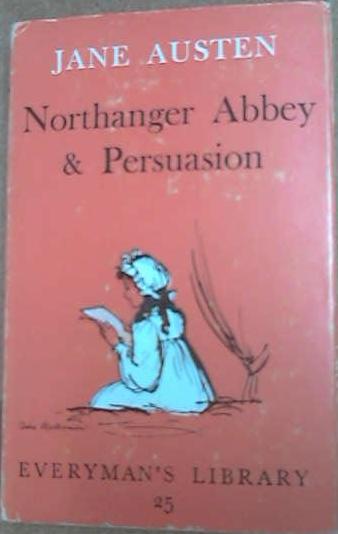 JANE AUSTEN
Northanger Abbey
& Persuasion
EVERYMAN'S LIBRARY
25